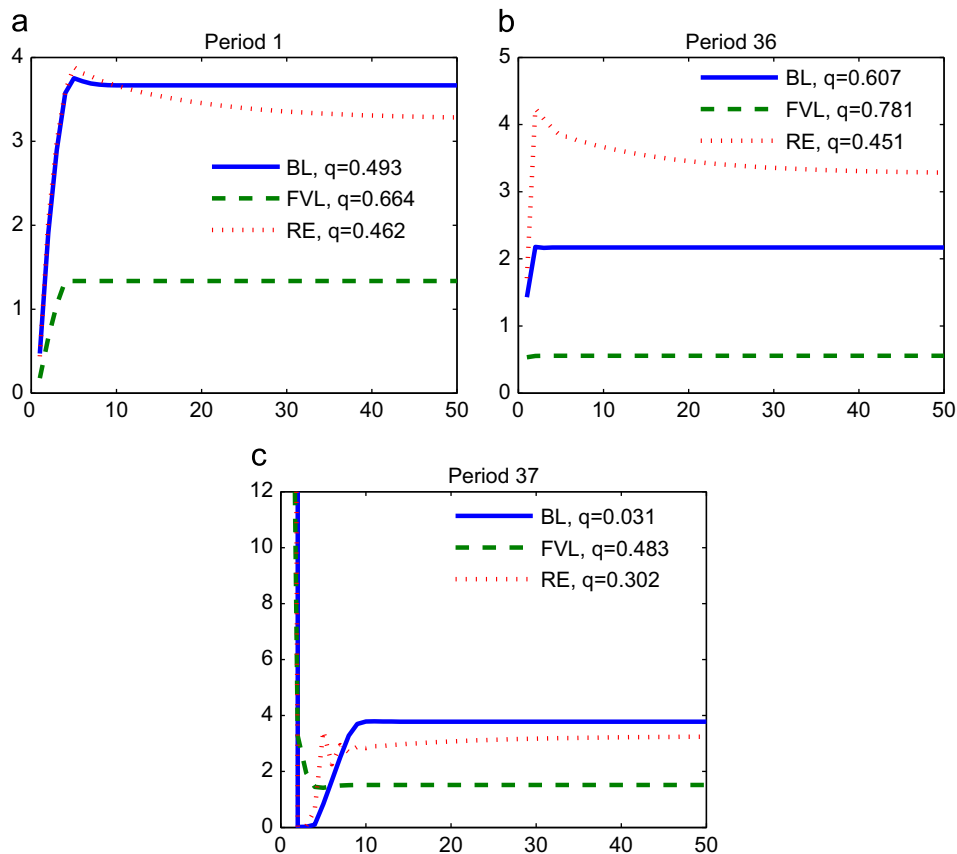 a
Period 1
4
3
2
1
0
BL, q=0.493
FVL, q=0.664
RE, q=0.462
0 10 20 30 40 50
b
Period 36
5
4
3
2
1
0
BL, q=0.607
FVL, q=0.781
RE, q=0.451
0 10 20 30 40 50
c
Period 37
12
10
8
6
4
2
0
BL, q=0.031
FVL, q=0.483
RE, q=0.302
0 10 20 30 40 50